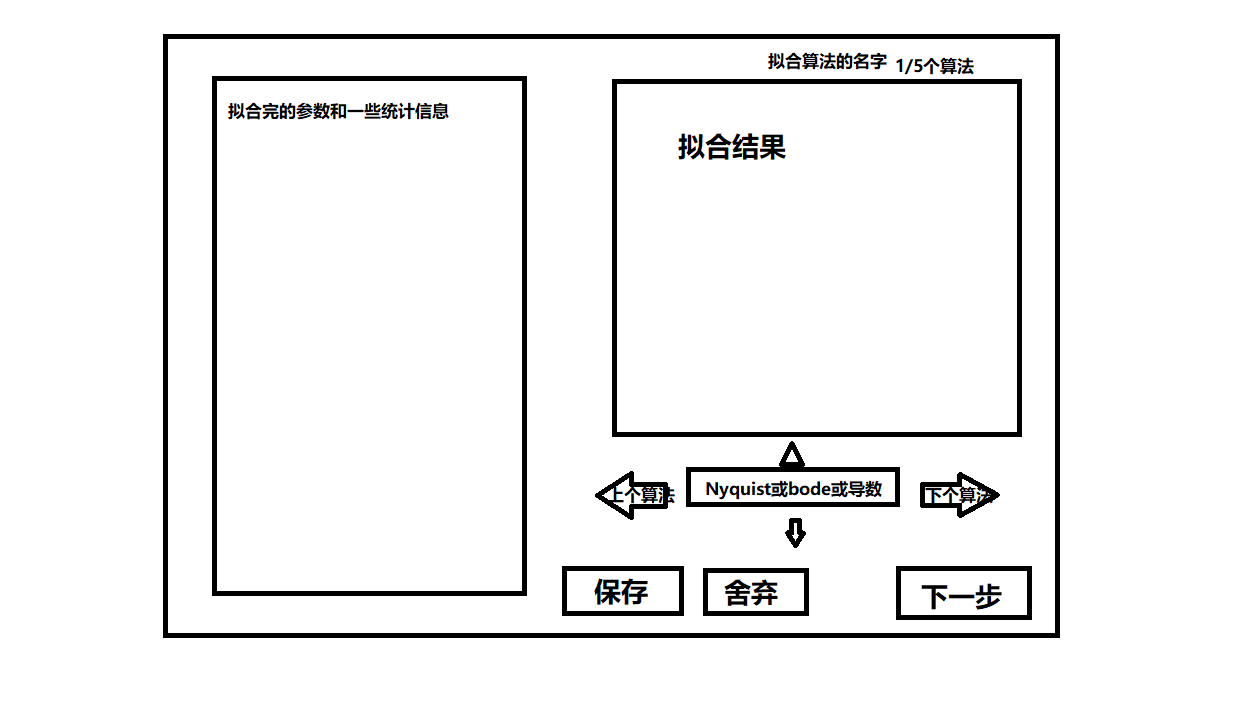 拟合算法的名字
1/5个算法
拟合完的参数和一些统计信息
拟合结果
上个算法
Nyquist或bode或导数
下个算法
保存
舍弃
下一步